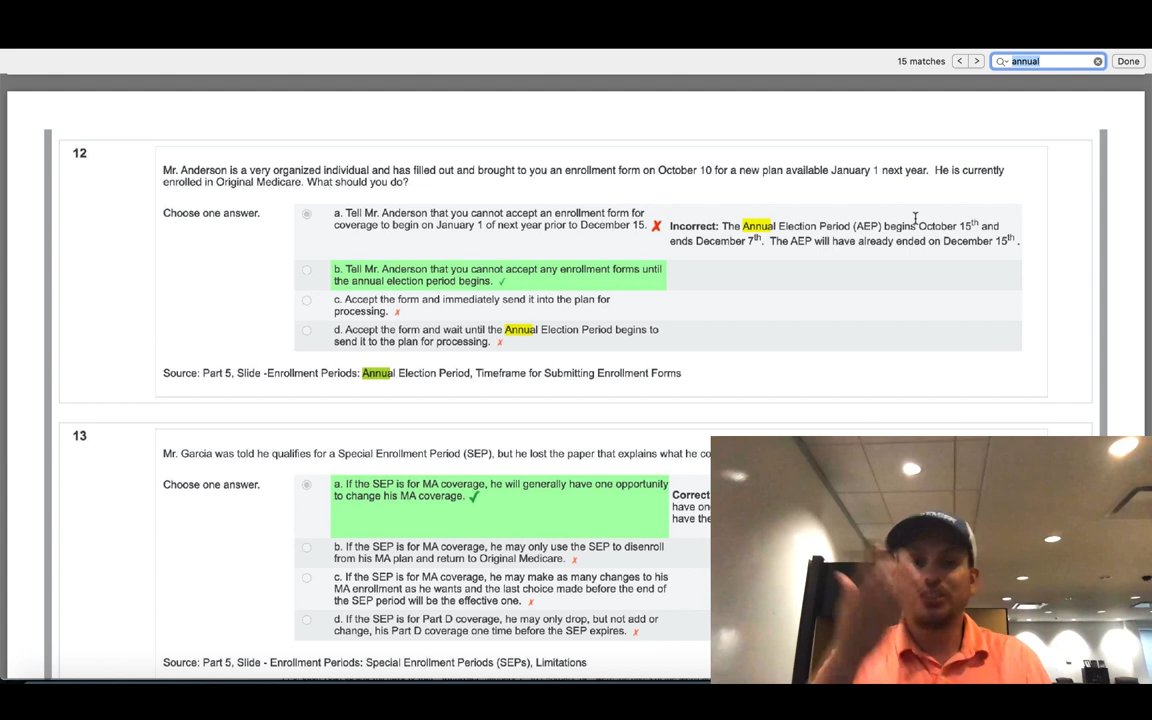 15 matches
annual
Done
12
Mr. Anderson is a very organized individual and has filled out and brought to you an enrollment form on October 10 for a new plan available January 1 next year. He is currently
enrolled in Original Medicare. What should you do?
Choose one answer.
a. Tell Mr. Anderson that you cannot accept an enrollment form for
coverage to begin on January 1 of next year prior to December 15.
Incorrect: The Annual Election Period (AEP) begins October 15th and
ends December 7th. The AEP will have already ended on December 15th.
b. Tell Mr. Anderson that you cannot accept any enrollment forms until
the annual election period begins.
c. Accept the form and immediately send it into the plan for
processing.
d. Accept the form and wait until the Annual Election Period begins to
send it to the plan for processing.
Source: Part 5, Slide -Enrollment Periods: Annual Election Period, Timeframe for Submitting Enrollment Forms
13
Mr. Garcia was told he qualifies for a Special Enrollment Period (SEP), but he lost the paper that explains what he co
Choose one answer.
a. If the SEP is for MA coverage, he will generally have one opportunity
to change his MA coverage.
Correct
have on
have the
b. If the SEP is for MA coverage, he may only use the SEP to disenroll
from his MA plan and return to Original Medicare.
c. If the SEP is for MA coverage, he may make as many changes to his
MA enrollment as he wants and the last choice made before the end of
the SEP period will be the effective one.
d. If the SEP is for Part D coverage, he may only drop, but not add or
change, his Part D coverage one time before the SEP expires.
Source: Part 5, Slide - Enrollment Periods: Special Enrollment Periods (SEPs), Limitations